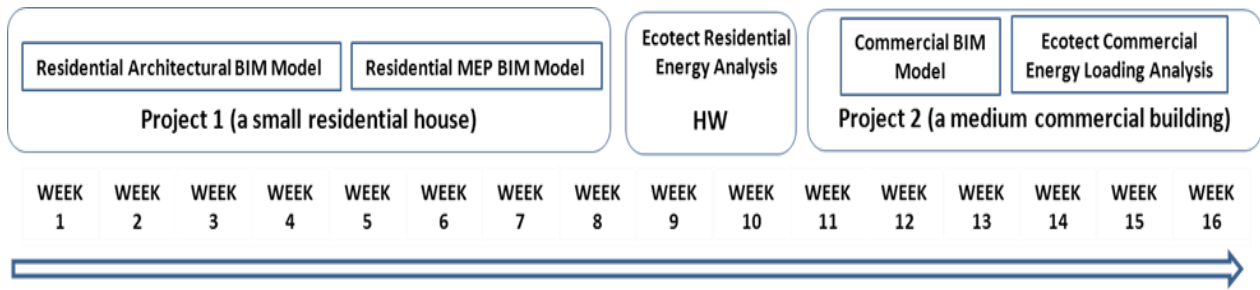 Residential Architectural BIM Model
Residential MEP BIM Model
Project 1 (a small residential house)
Ecotect Residential
Energy Analysis
HW
Commercial BIM
Model
Ecotect Commercial
Energy Loading Analysis
Project 2 (a medium commercial building)
WEEK 1
WEEK 2
WEEK 3
WEEK 4
WEEK 5
WEEK 6
WEEK 7
WEEK 8
WEEK 9
WEEK 10
WEEK 11
WEEK 12
WEEK 13
WEEK 14
WEEK 15
WEEK 16